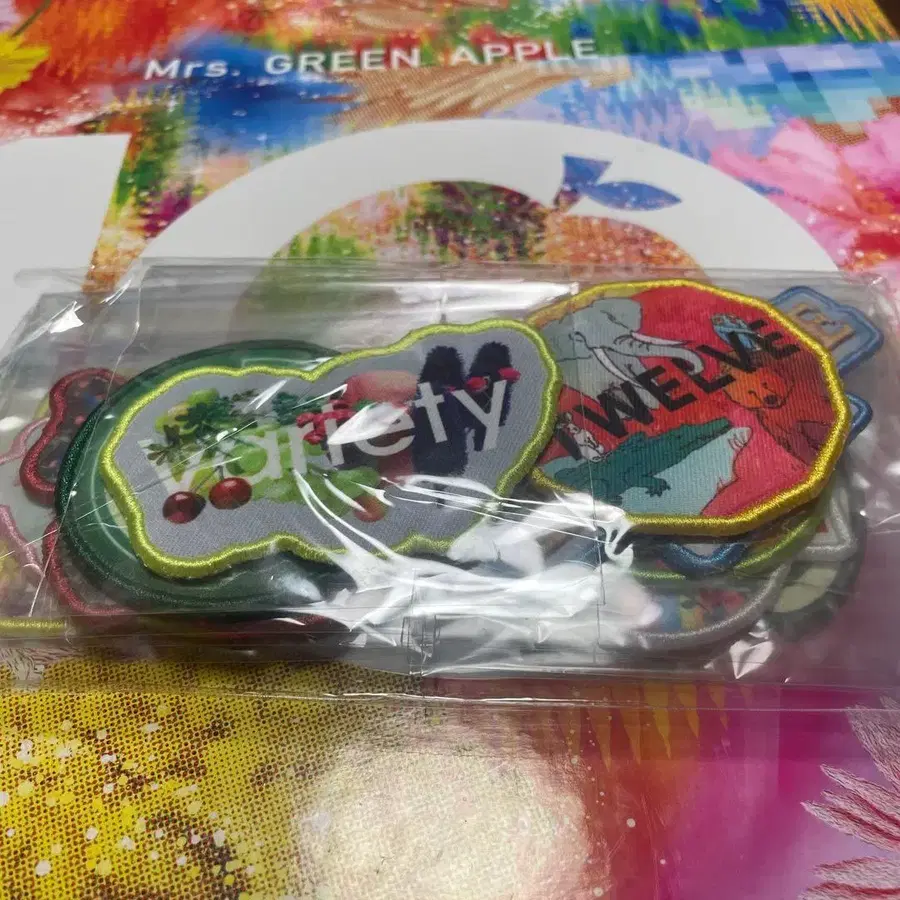 Mrs. GREEN APPLE
variety
TWELVE